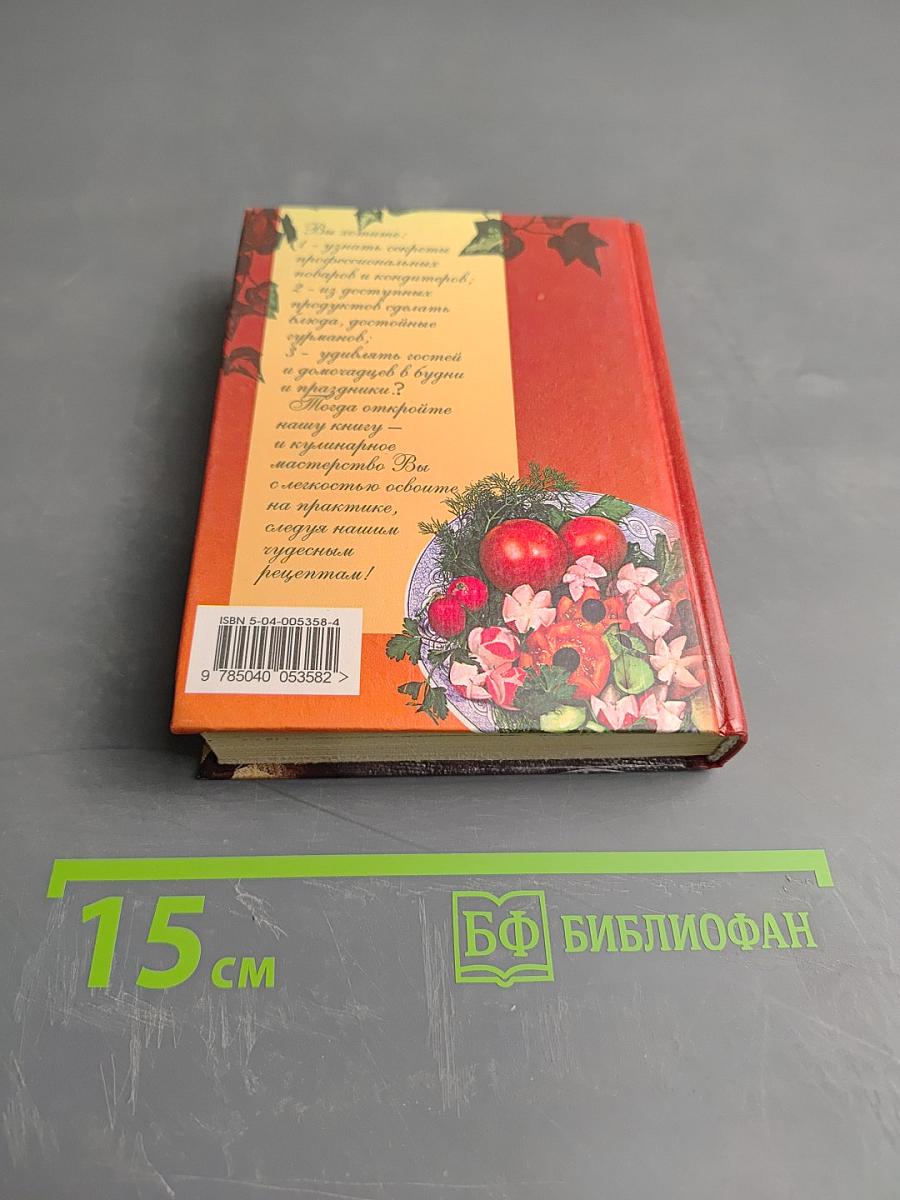 Вы хотите:
1 - узнать секреты
профессиональных
поваров и кондитеров;
2 - из доступных
продуктов сделать
блюда, достойные
гурманов;
3 - удивлять гостей
и домочадцев в будни
и праздники.?
Тогда откройте
нашу книгу —
и кулинарное
мастерство Вы
с легкостью освоите
на практике,
следуя нашим
чудесным
рецептам!
ISBN 5-04-005358-4
9 785040 053582 >
15 см
БФ БИБЛИОФАН